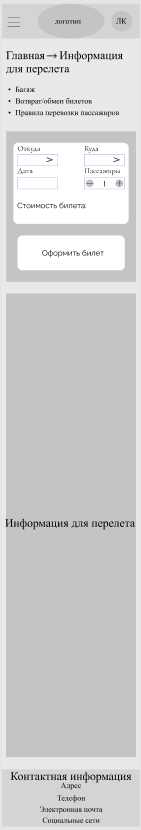 логотип
ЛК
Главная→Информация
для перелета
• Багаж
• Возврат/обмен билетов
• Правила перевозки пассажиров
Откуда
Куда
>
>
Дата
Пассажиры
1
Стоимость билета:
Оформить билет
Информация для перелета
Контактная информация
Адрес
Телефон
Электронная почта
Социальные сети